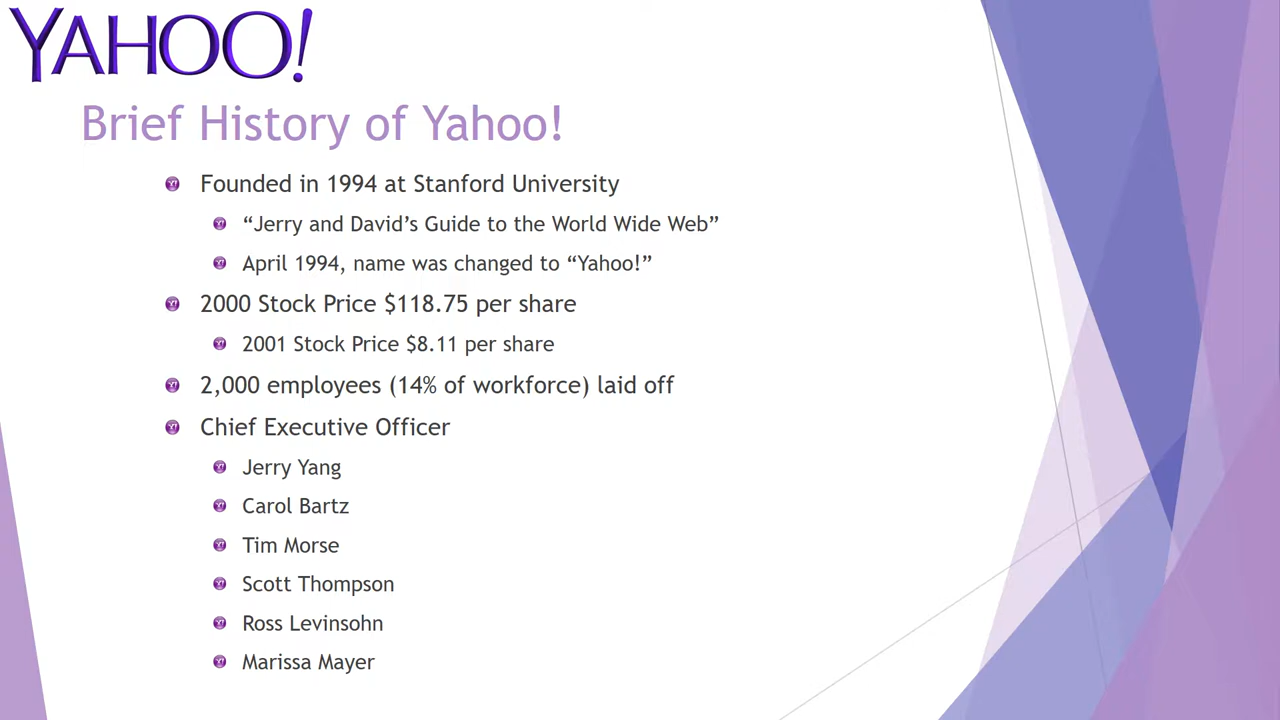 YAHOO!
Brief History of Yahoo!
Founded in 1994 at Stanford University
“Jerry and David’s Guide to the World Wide Web”
April 1994, name was changed to “Yahoo!”
2000 Stock Price $118.75 per share
2001 Stock Price $8.11 per share
2,000 employees (14% of workforce) laid off
Chief Executive Officer
Jerry Yang
Carol Bartz
Tim Morse
Scott Thompson
Ross Levinsohn
Marissa Mayer